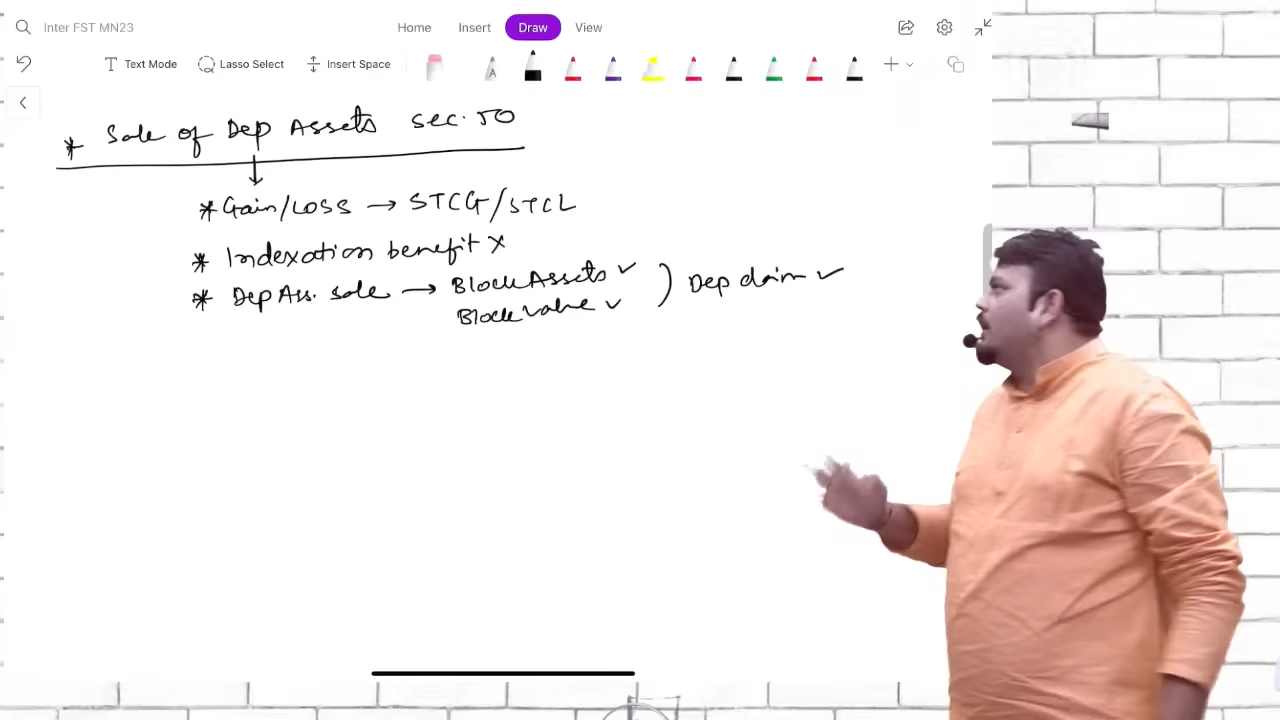 Inter FST MN23
Home Insert Draw View
Text Mode Lasso Select Insert Space
* Sale of Dep Assets sec. 50
* Gain/Loss → STCG/STCL
* Indexation benefit ×
* Dep Ass. sale → Block Assets ✓ ) Dep claim ✓
Block value ✓